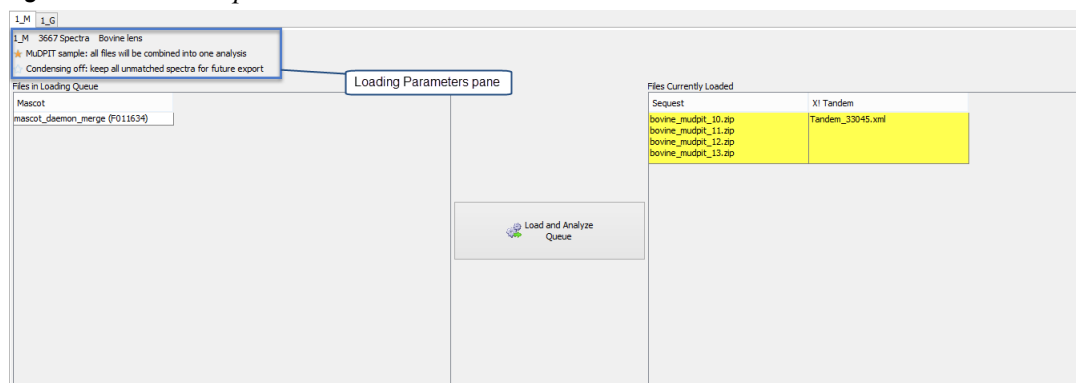 1_M 1_G
1_M 3667 Spectra Bovine lens
MuDPIT sample: all files will be combined into one analysis
Condensing off: keep all unmatched spectra for future export
Loading Parameters pane
Files in Loading Queue
Mascot
mascot_daemon_merge (F011634)
Load and Analyze
Queue
Files Currently Loaded
Sequest X! Tandem
bovine_mudpit_10.zip Tandem_33045.xml
bovine_mudpit_11.zip
bovine_mudpit_12.zip
bovine_mudpit_13.zip